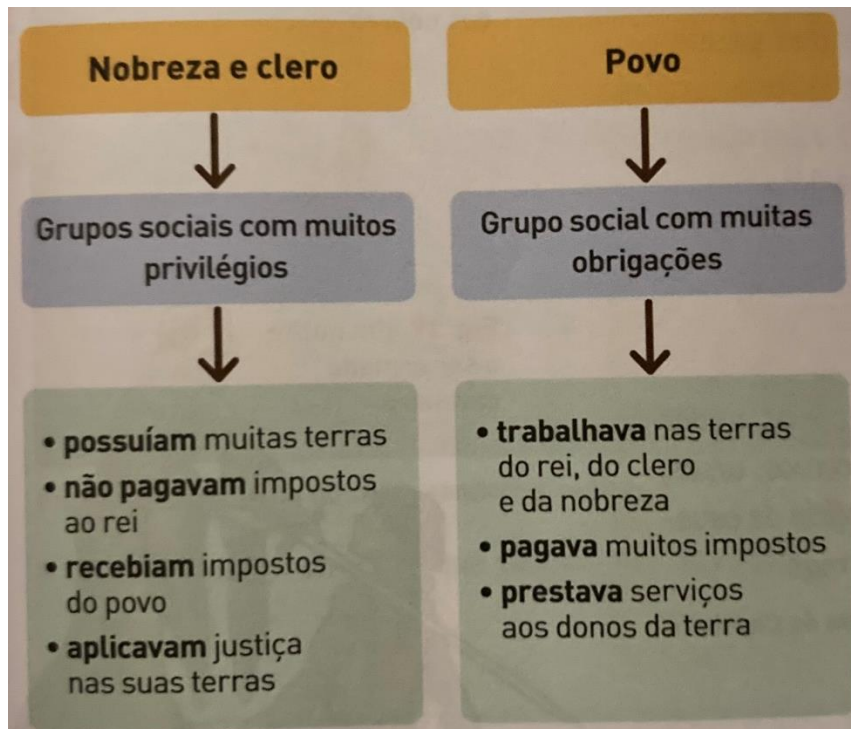 Nobreza e clero
Grupos sociais com muitos
privilégios
• possuíam muitas terras
• não pagavam impostos
ao rei
• recebiam impostos
do povo
• aplicavam justiça
nas suas terras
Povo
Grupo social com muitas
obrigações
• trabalhava nas terras
do rei, do clero
e da nobreza
• pagava muitos impostos
• prestava serviços
aos donos da terra